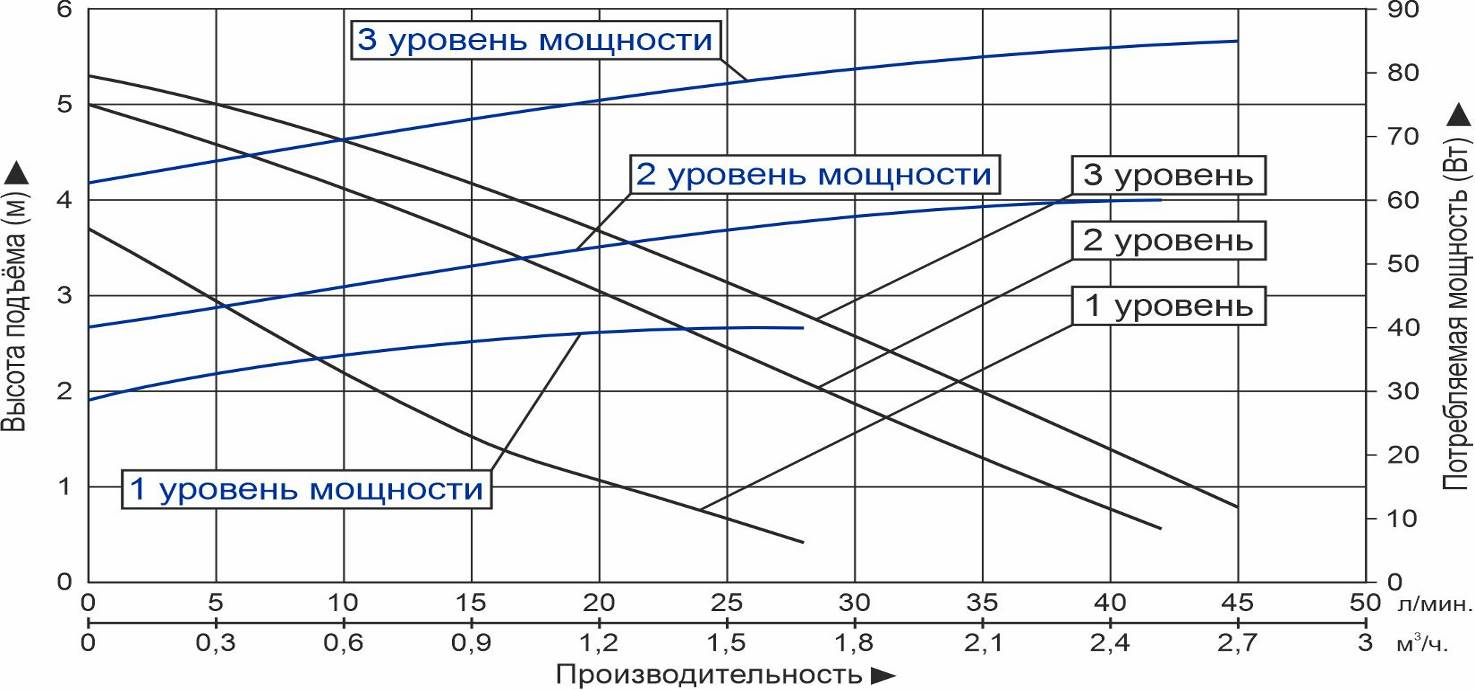 Высота подъёма (м) ▲
6
5
4
3
2
1
0
3 уровень мощности
2 уровень мощности
1 уровень мощности
3 уровень
2 уровень
1 уровень
90
80
70
60
50
40
30
20
10
0
Потребляемая мощность (Вт) ▲
0 5 10 15 20 25 30 35 40 45 50 л/мин.
0 0,3 0,6 0,9 1,2 1,5 1,8 2,1 2,4 2,7 3 м³/ч.
Производительность ►